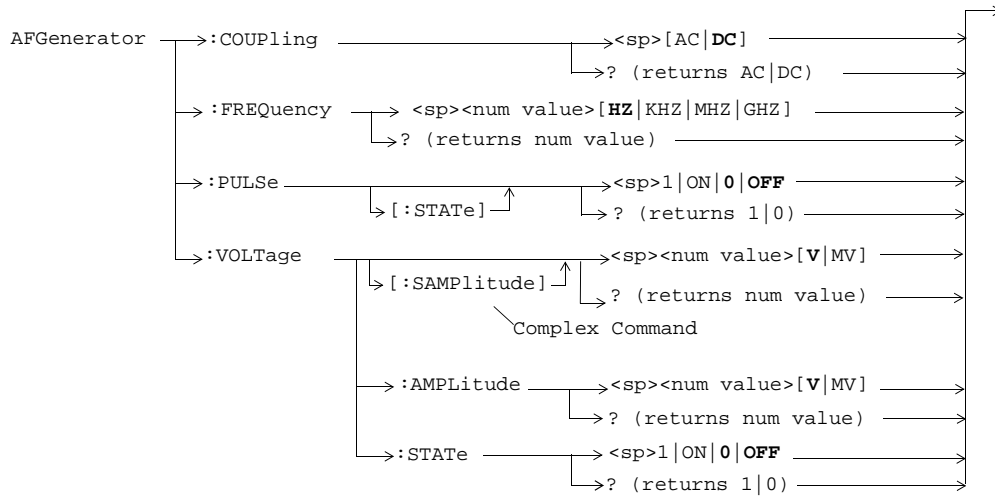 AFGenerator :COUPling <sp>[AC|DC]
? (returns AC|DC)
:FREQuency <sp><num value>[HZ|KHZ|MHZ|GHZ]
? (returns num value)
:PULSe <sp>1|ON|0|OFF
[:STATe] ? (returns 1|0)
:VOLTage <sp><num value>[V|MV]
[:SAMPlitude] ? (returns num value)
Complex Command
:AMPLitude <sp><num value>[V|MV]
? (returns num value)
:STATe <sp>1|ON|0|OFF
? (returns 1|0)